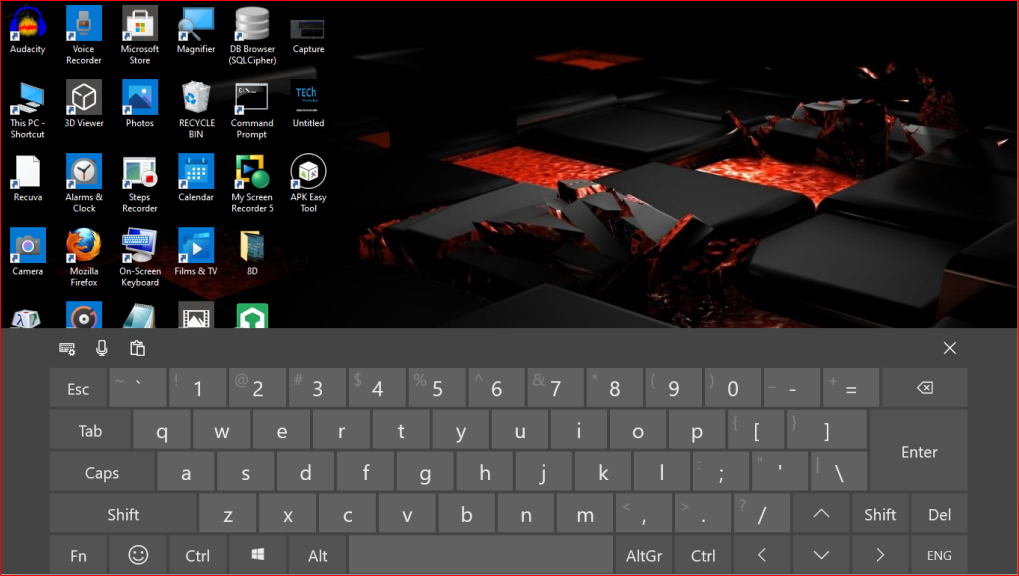 Audacity
Voice
Recorder
Microsoft
Store
Magnifier
DB Browser
(SQLCipher)
Capture
This PC -
Shortcut
3D Viewer
Photos
RECYCLE
BIN
Command
Prompt
TECh
Untitled
Recuva
Alarms &
Clock
Steps
Recorder
Calendar
My Screen
Recorder 5
APK Easy
Tool
Camera
Mozilla
Firefox
On-Screen
Keyboard
Films & TV
8D
Esc ~ ` ! 1 @ 2 # 3 $ 4 % 5 ^ 6 & 7 * 8 ( 9 ) 0 _ - + =
Tab q w e r t y u i o p { [ } ]
Enter
Caps a s d f g h j k l : ; " ' | \
Shift z x c v b n m < , > . ? / Shift Del
Fn Ctrl Alt AltGr Ctrl ENG